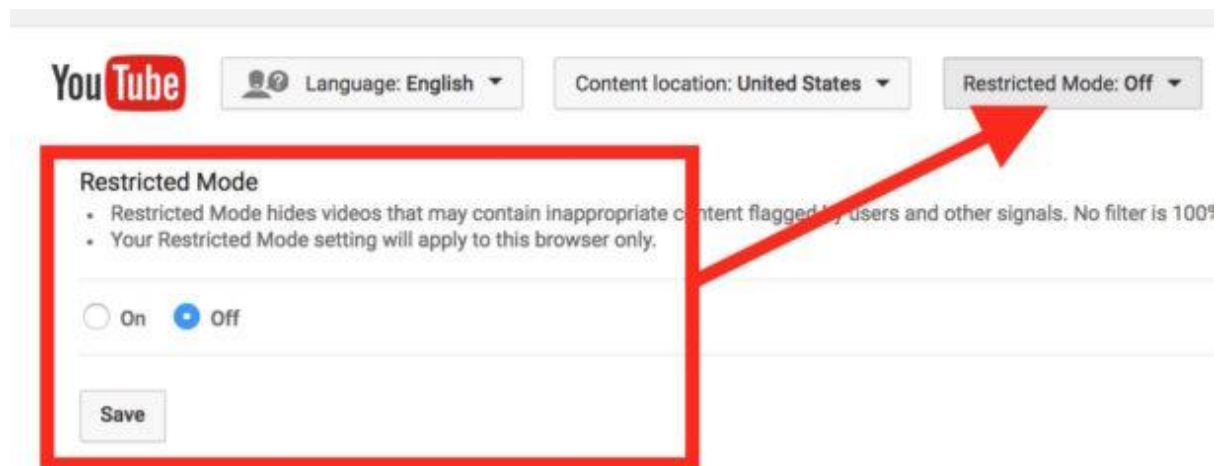 YouTube Language: English Content location: United States Restricted Mode: Off
Restricted Mode
Restricted Mode hides videos that may contain inappropriate content flagged by users and other signals. No filter is 100%
Your Restricted Mode setting will apply to this browser only.
On Off
Save